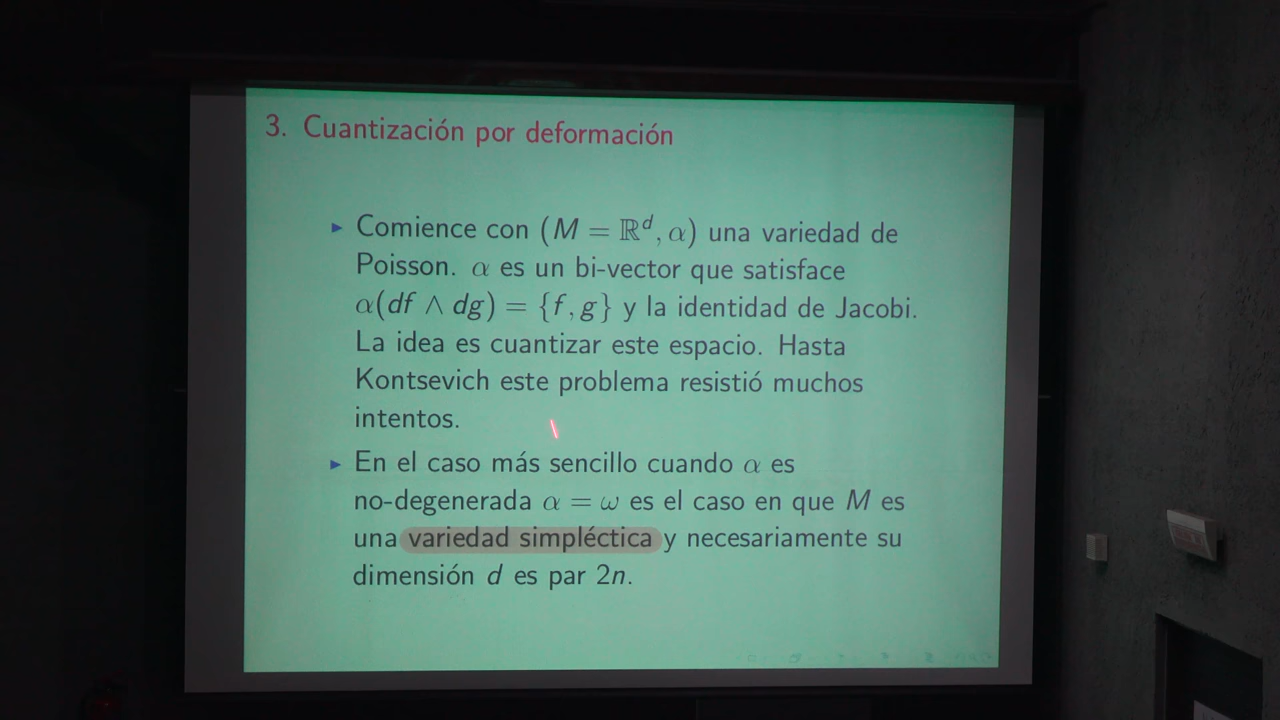 3. Cuantización por deformación
▸ Comience con (M = ℝᵈ, α) una variedad de
Poisson. α es un bi-vector que satisface
α(df ∧ dg) = {f, g} y la identidad de Jacobi.
La idea es cuantizar este espacio. Hasta
Kontsevich este problema resistió muchos
intentos.
▸ En el caso más sencillo cuando α es
no-degenerada α = ω es el caso en que M es
una variedad simpléctica y necesariamente su
dimensión d es par 2n.